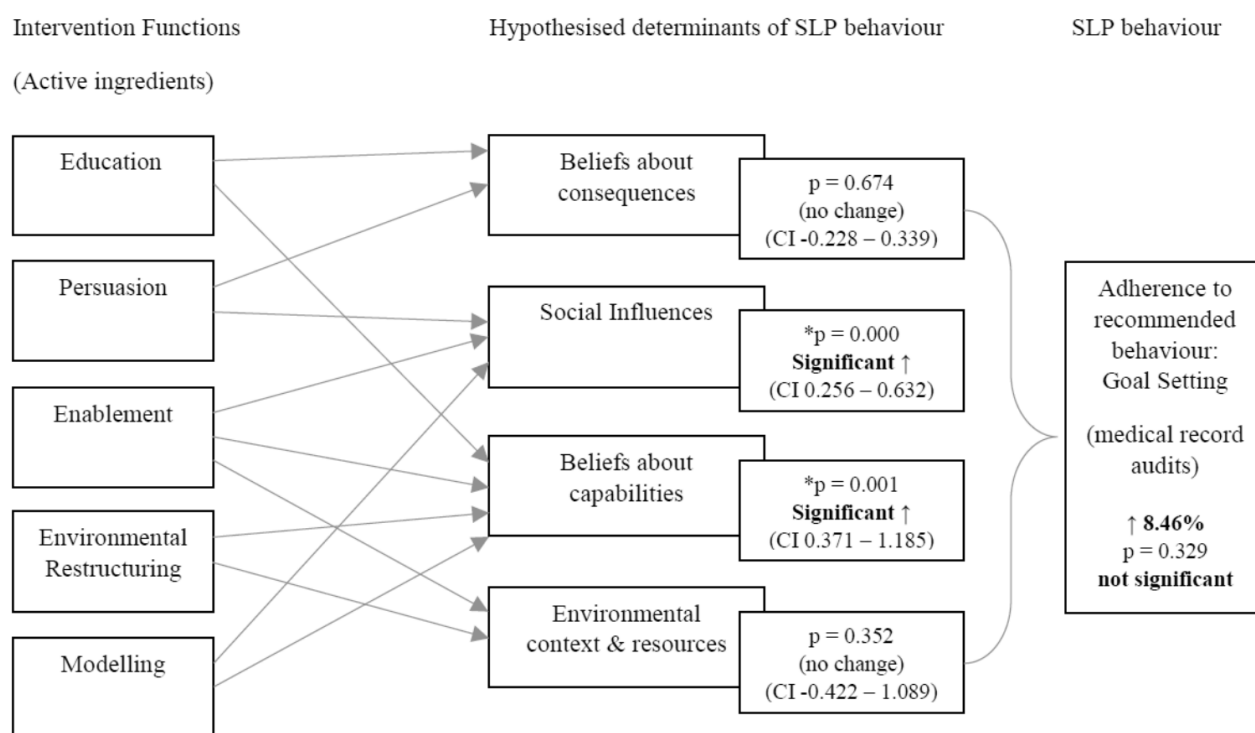 Intervention Functions
(Active ingredients)
Hypothesised determinants of SLP behaviour
SLP behaviour
Education
Persuasion
Enablement
Environmental
Restructuring
Modelling
Beliefs about
consequences
p = 0.674
(no change)
(CI -0.228 – 0.339)
Social Influences
*p = 0.000
Significant ↑
(CI 0.256 – 0.632)
Beliefs about
capabilities
*p = 0.001
Significant ↑
(CI 0.371 – 1.185)
Environmental
context & resources
p = 0.352
(no change)
(CI -0.422 – 1.089)
Adherence to
recommended
behaviour:
Goal Setting
(medical record
audits)
↑ 8.46%
p = 0.329
not significant